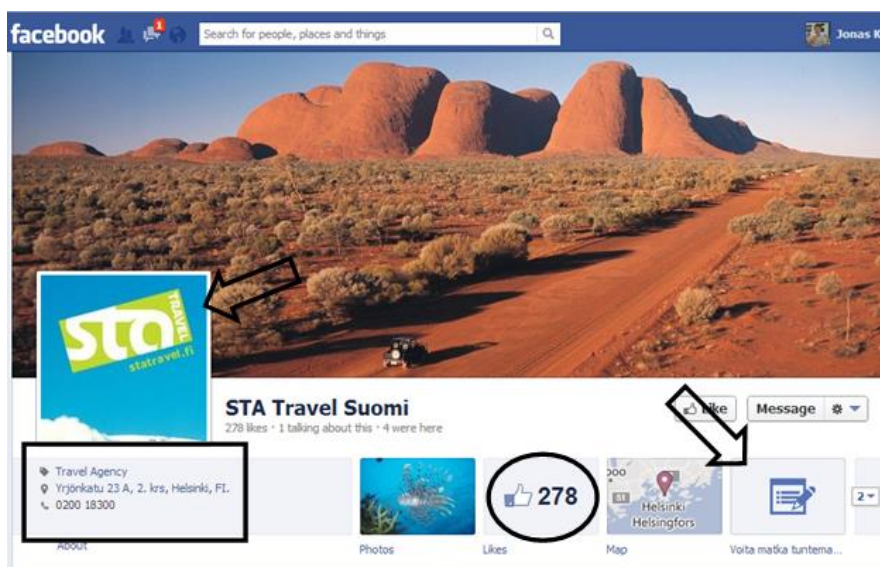 facebook
1
Search for people, places and things
Jonas K
sta TRAVEL
statravel.fi
STA Travel Suomi
278 likes · 1 talking about this · 4 were here
Like
Message
Travel Agency
Yrjönkatu 23 A, 2. krs, Helsinki, FI.
0200 18300
About
Photos
278
Likes
51
Helsinki
Helsingfors
Map
Voita matka tuntema...
2